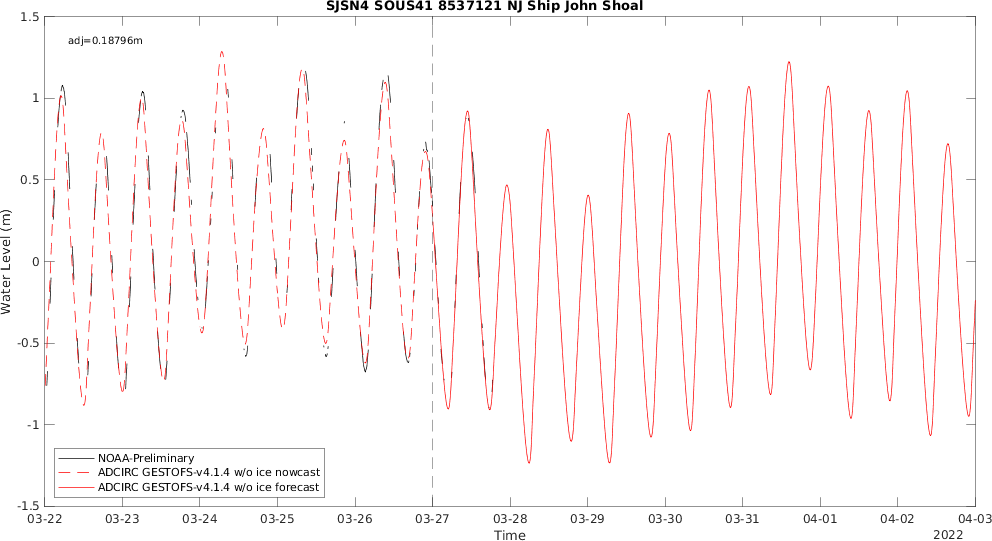 SJSN4 SOUS41 8537121 NJ Ship John Shoal
adj=0.18796m
1.5
1
0.5
0
-0.5
-1
-1.5
Water Level (m)
NOAA-Preliminary
ADCIRC GESTOFS-v4.1.4 w/o ice nowcast
ADCIRC GESTOFS-v4.1.4 w/o ice forecast
03-22 03-23 03-24 03-25 03-26 03-27 03-28 03-29 03-30 03-31 04-01 04-02 04-03
Time
2022